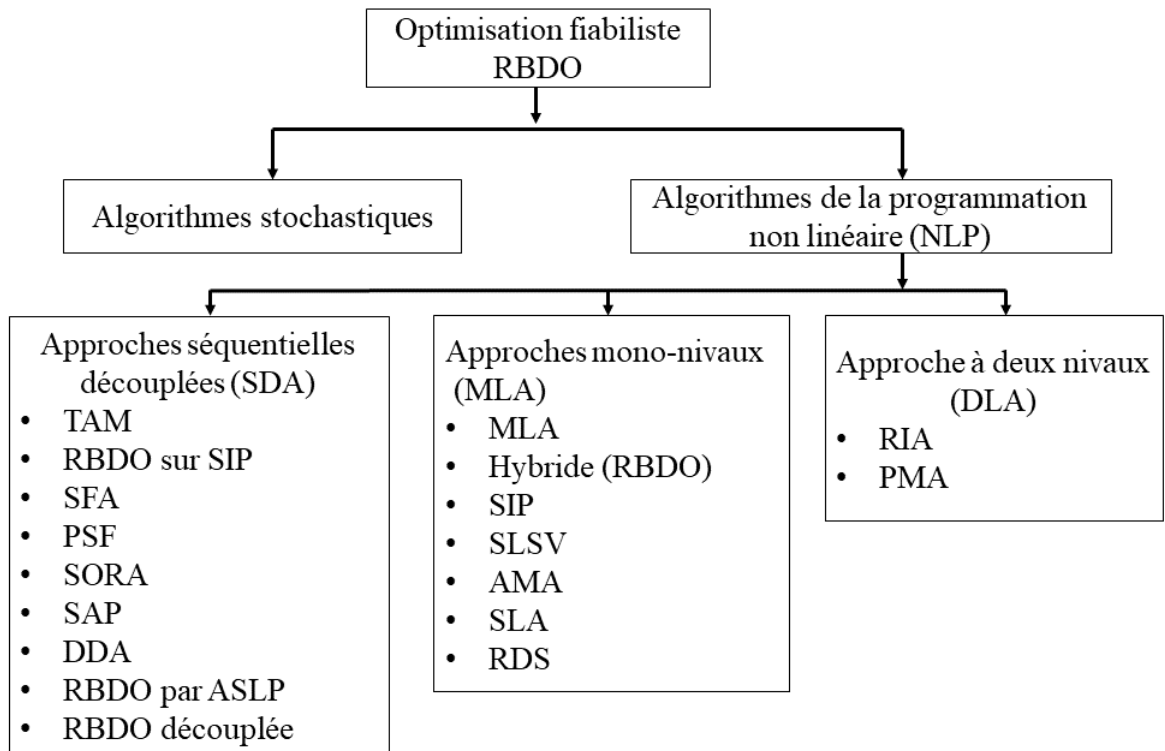 Optimisation fiabiliste
RBDO
Algorithmes stochastiques
Algorithmes de la programmation
non linéaire (NLP)
Approches séquentielles
découplées (SDA)
• TAM
• RBDO sur SIP
• SFA
• PSF
• SORA
• SAP
• DDA
• RBDO par ASLP
• RBDO découplée
Approches mono-nivaux
(MLA)
• MLA
• Hybride (RBDO)
• SIP
• SLSV
• AMA
• SLA
• RDS
Approche à deux nivaux
(DLA)
• RIA
• PMA